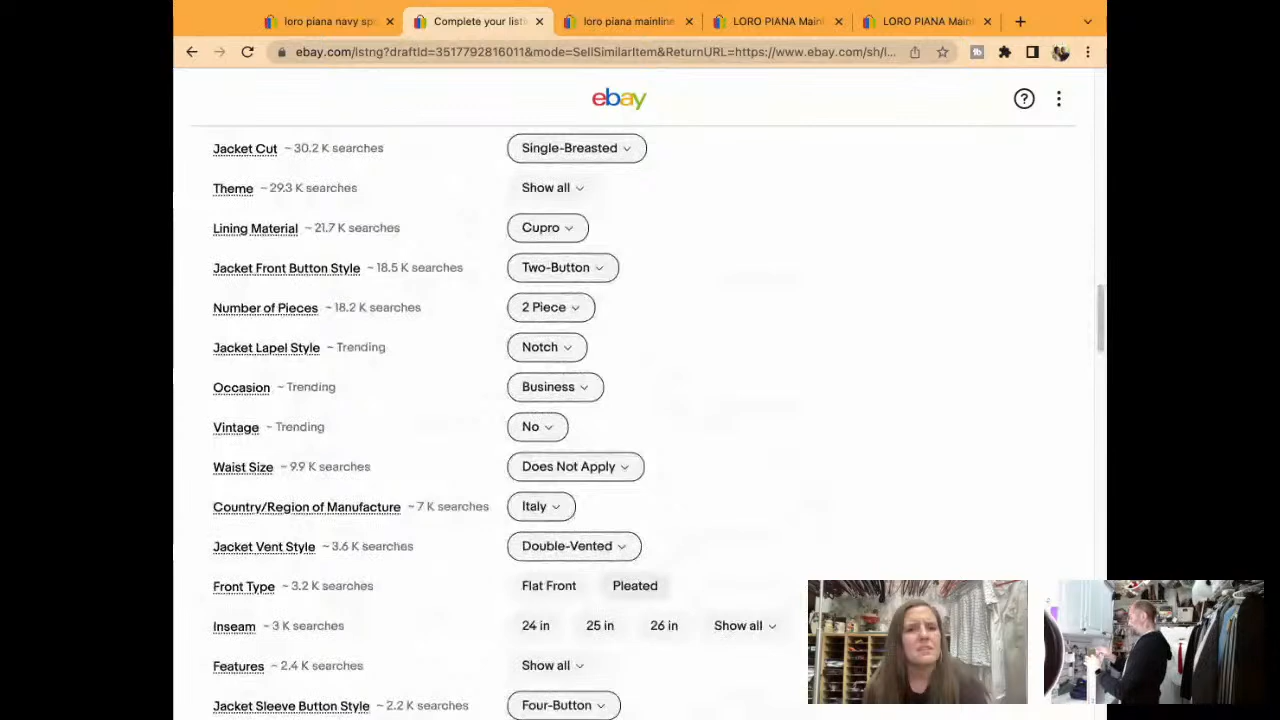 loro piana navy sp
Complete your listi
loro piana mainline
LORO PIANA Main
LORO PIANA Main
ebay.com/lstng?draftId=3517792816011&mode=SellSimilarItem&ReturnURL=https://www.ebay.com/sh/l...
ebay
Jacket Cut ~ 30.2 K searches Single-Breasted
Theme ~ 29.3 K searches Show all
Lining Material ~ 21.7 K searches Cupro
Jacket Front Button Style ~ 18.5 K searches Two-Button
Number of Pieces ~ 18.2 K searches 2 Piece
Jacket Lapel Style ~ Trending Notch
Occasion ~ Trending Business
Vintage ~ Trending No
Waist Size ~ 9.9 K searches Does Not Apply
Country/Region of Manufacture ~ 7 K searches Italy
Jacket Vent Style ~ 3.6 K searches Double-Vented
Front Type ~ 3.2 K searches Flat Front Pleated
Inseam ~ 3 K searches 24 in 25 in 26 in Show all
Features ~ 2.4 K searches Show all
Jacket Sleeve Button Style ~ 2.2 K searches Four-Button